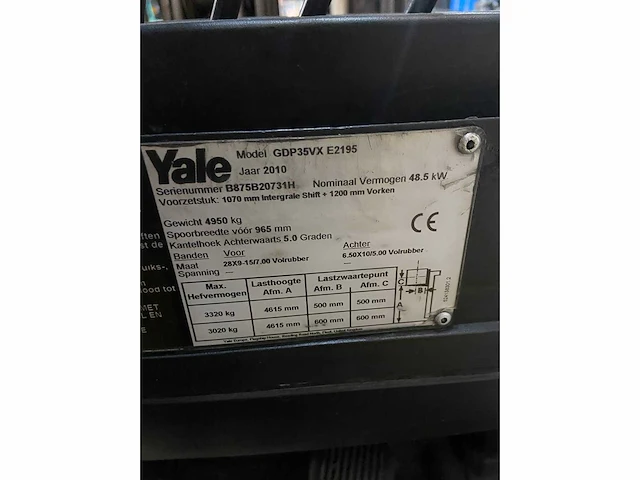 Yale
Model GDP35VX E2195
Jaar 2010
Serienummer B875B20731H Nominaal Vermogen 48.5 kW
Voorzetstuk: 1070 mm Intergrale Shift + 1200 mm Vorken
Gewicht 4950 kg
Spoorbreedte vóór 965 mm
Kantelhoek Achterwaarts 5.0 Graden
Banden Voor Achter
Maat 28X9-15/7.00 Volrubber 6.50X10/5.00 Volrubber
Spanning — —
CE
Max. Hefvermogen Lasthoogte Afm. A Lastzwaartepunt Afm. B Afm. C
3320 kg 4615 mm 500 mm 500 mm
3020 kg 4615 mm 600 mm 500 mm
C
B
A